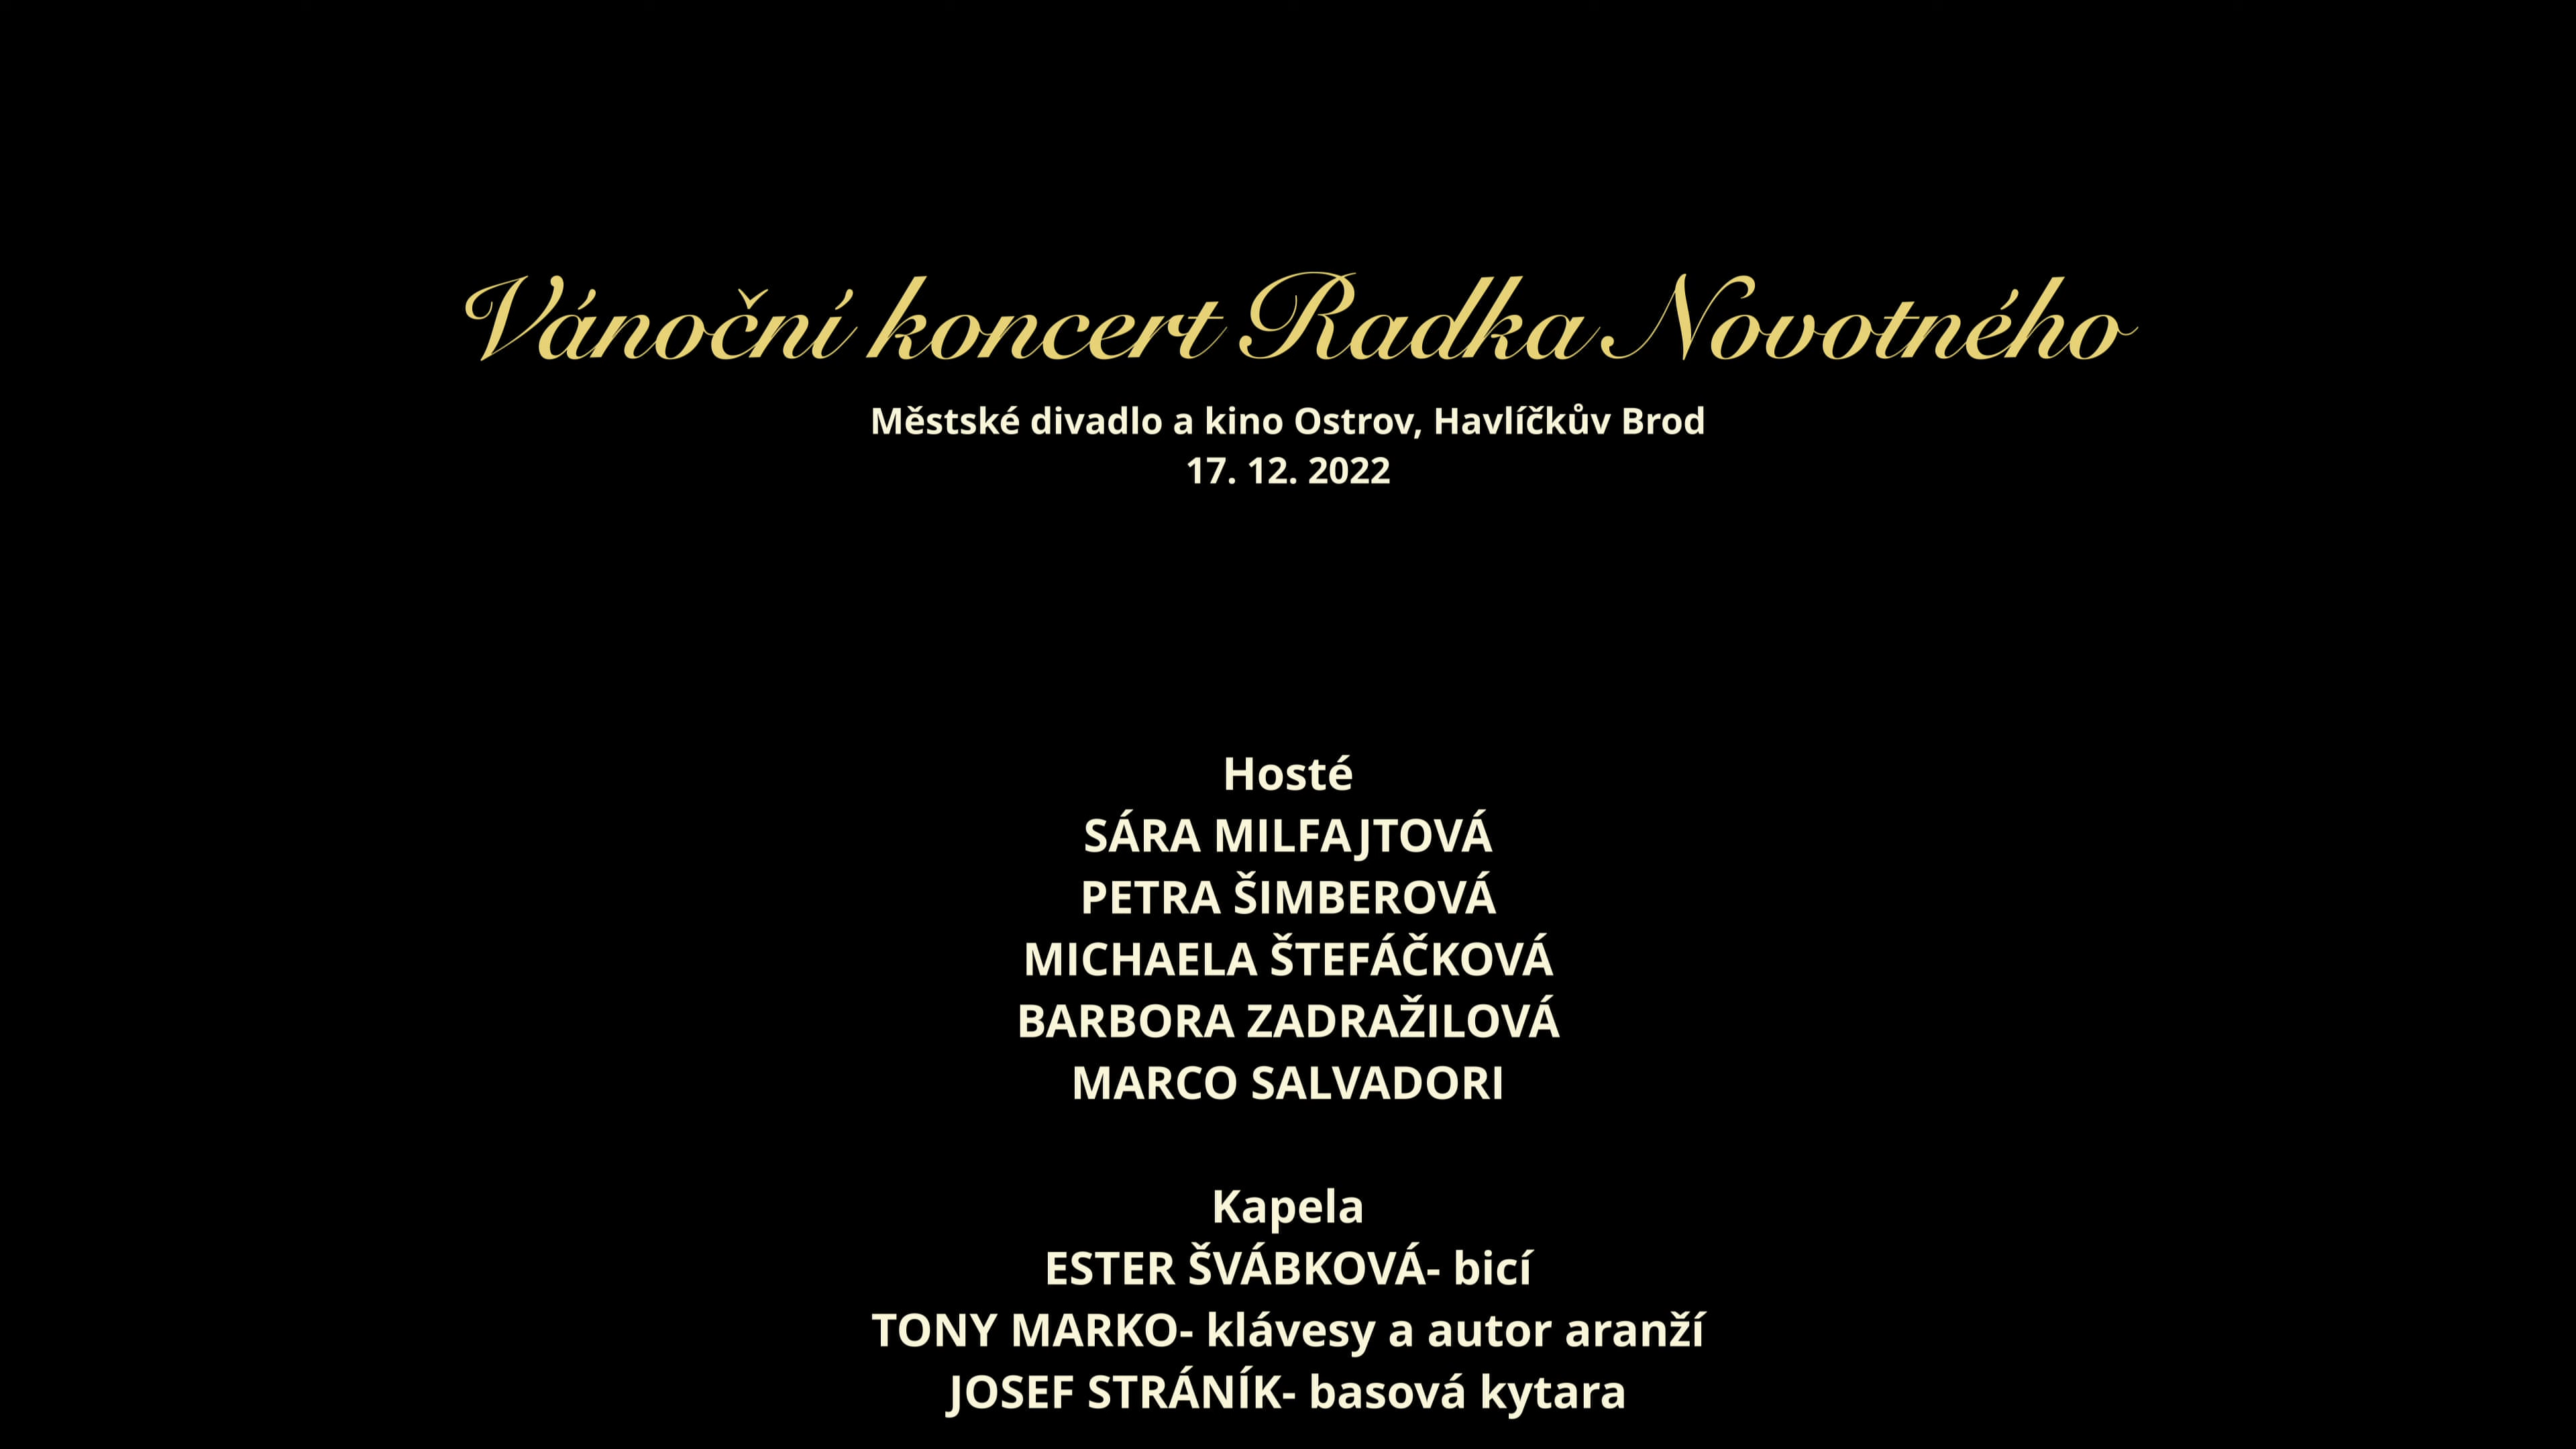 Vánoční koncert Radka Novotného
Městské divadlo a kino Ostrov, Havlíčkův Brod
17. 12. 2022
Hosté
SÁRA MILFAJTOVÁ
PETRA ŠIMBEROVÁ
MICHAELA ŠTEFÁČKOVÁ
BARBORA ZADRAŽILOVÁ
MARCO SALVADORI
Kapela
ESTER ŠVÁBKOVÁ- bicí
TONY MARKO- klávesy a autor aranží
JOSEF STRÁNÍK- basová kytara